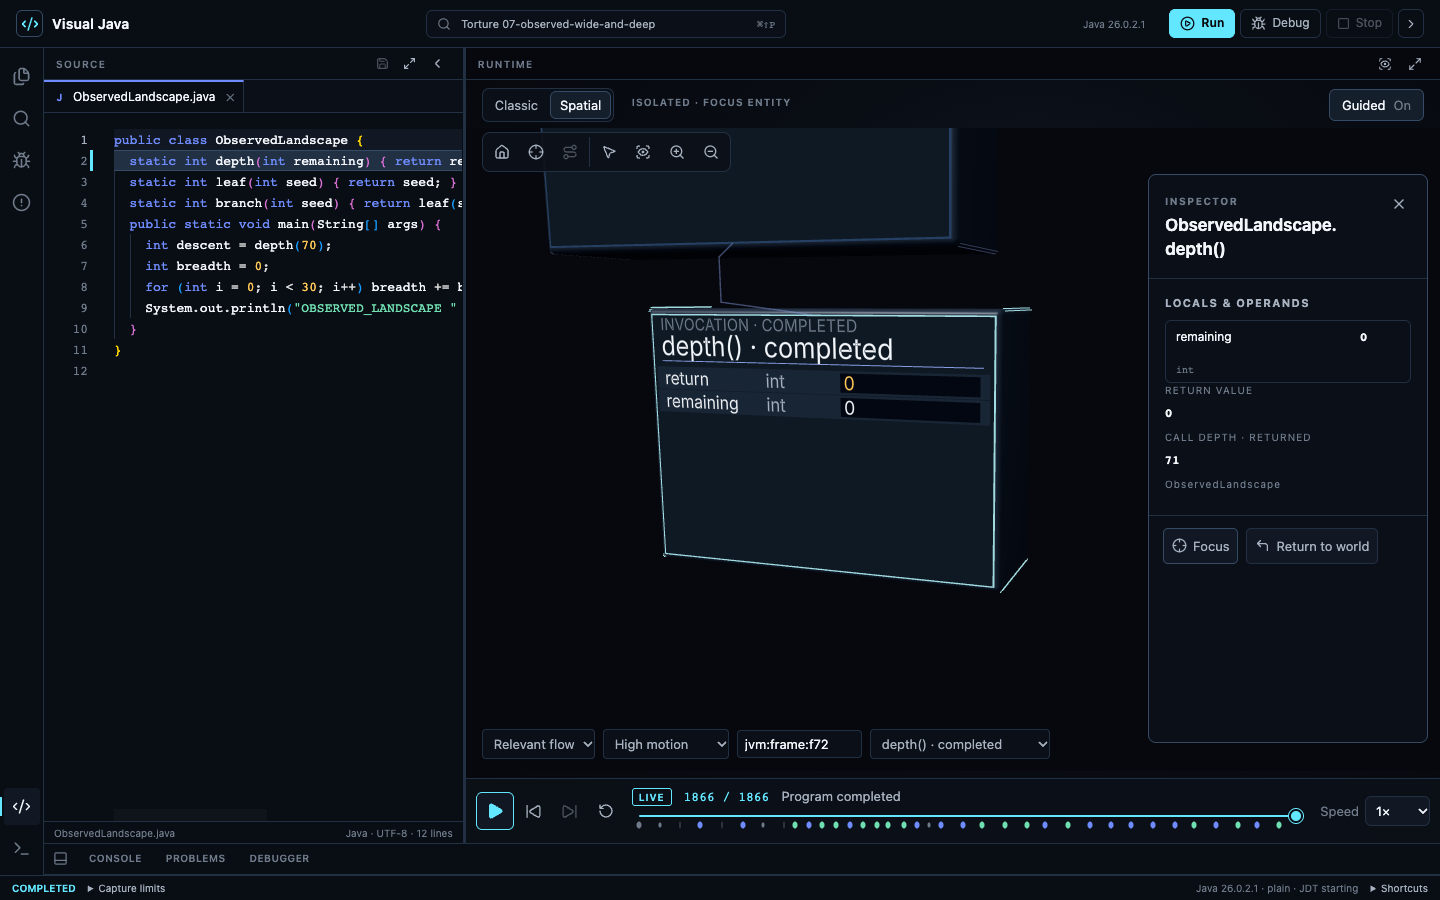 Visual Java
Torture 07-observed-wide-and-deep
⌘⇧P
Java 26.0.2.1
Run
Debug
Stop
SOURCE
J ObservedLandscape.java
1 public class ObservedLandscape {
2 static int depth(int remaining) { return re
3 static int leaf(int seed) { return seed; }
4 static int branch(int seed) { return leaf(s
5 public static void main(String[] args) {
6 int descent = depth(70);
7 int breadth = 0;
8 for (int i = 0; i < 30; i++) breadth += b
9 System.out.println("OBSERVED_LANDSCAPE "
10 }
11 }
12
ObservedLandscape.java
Java · UTF-8 · 12 lines
RUNTIME
Classic
Spatial
ISOLATED · FOCUS ENTITY
Guided On
INVOCATION · COMPLETED
depth() · completed
return int 0
remaining int 0
INSPECTOR
ObservedLandscape.
depth()
LOCALS & OPERANDS
remaining 0
int
RETURN VALUE
0
CALL DEPTH · RETURNED
71
ObservedLandscape
Focus
Return to world
Relevant flow
High motion
jvm:frame:f72
depth() · completed
LIVE 1866 / 1866 Program completed
Speed 1×
CONSOLE
PROBLEMS
DEBUGGER
COMPLETED
Capture limits
Java 26.0.2.1 · plain · JDT starting
Shortcuts